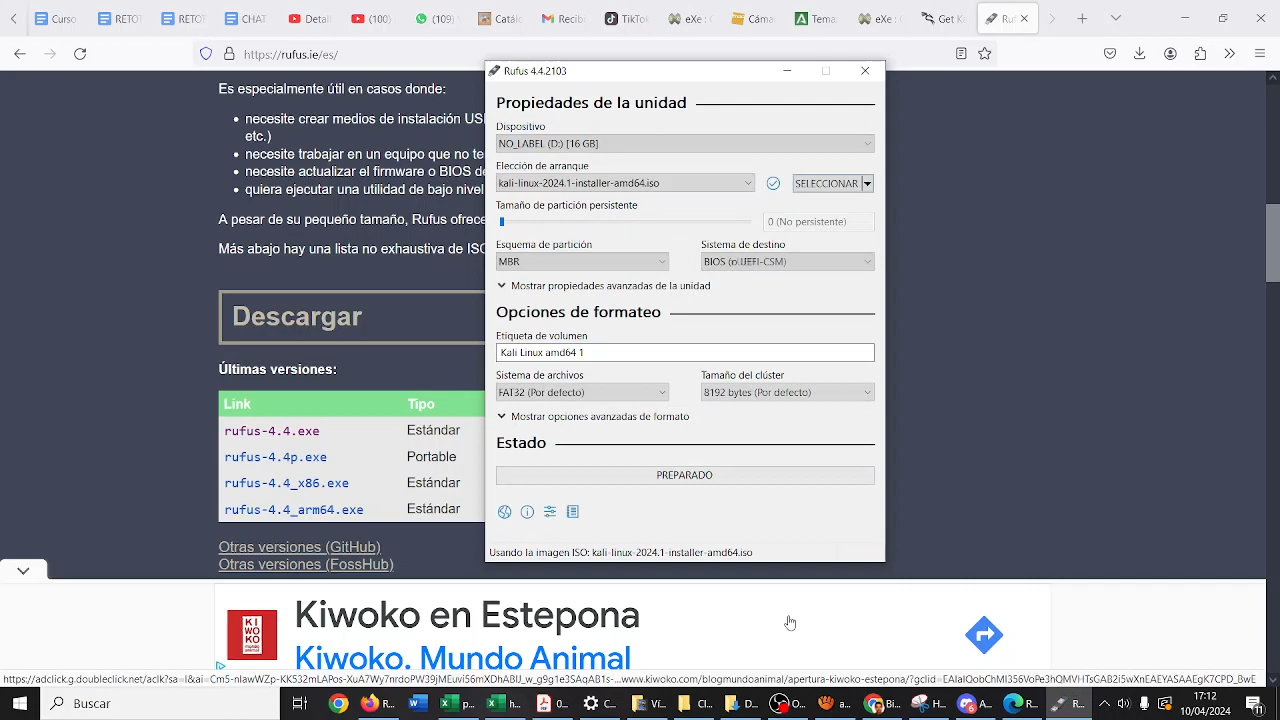 Curso
RETOT
RETOT
CHAT
Detal
(100)
(109)
Catálo
Recibi
TikTok
eXe :
Cáma
Tema
eXe :
Get K
Ruf
https://rufus.ie/es/
Es especialmente útil en casos donde:
necesite crear medios de instalación USB
etc.)
necesite trabajar en un equipo que no te
necesite actualizar el firmware o BIOS de
quiera ejecutar una utilidad de bajo nivel
A pesar de su pequeño tamaño, Rufus ofrece
Más abajo hay una lista no exhaustiva de ISO
Descargar
Últimas versiones:
Link Tipo
rufus-4.4.exe Estándar
rufus-4.4p.exe Portable
rufus-4.4_x86.exe Estándar
rufus-4.4_arm64.exe Estándar
Otras versiones (GitHub)
Otras versiones (FossHub)
Rufus 4.4.2103
Propiedades de la unidad
Dispositivo
NO_LABEL (D:) [16 GB]
Elección de arranque
kali-linux-2024.1-installer-amd64.iso
SELECCIONAR
Tamaño de partición persistente
0 (No persistente)
Esquema de partición
Sistema de destino
MBR
BIOS (o UEFI-CSM)
Mostrar propiedades avanzadas de la unidad
Opciones de formateo
Etiqueta de volumen
Kali Linux amd64 1
Sistema de archivos
Tamaño del clúster
FAT32 (Por defecto)
8192 bytes (Por defecto)
Mostrar opciones avanzadas de formato
Estado
PREPARADO
Usando la imagen ISO: kali-linux-2024.1-installer-amd64.iso
KI
WO
KO
Kiwoko en Estepona
Kiwoko. Mundo Animal
Buscar
17:12
10/04/2024